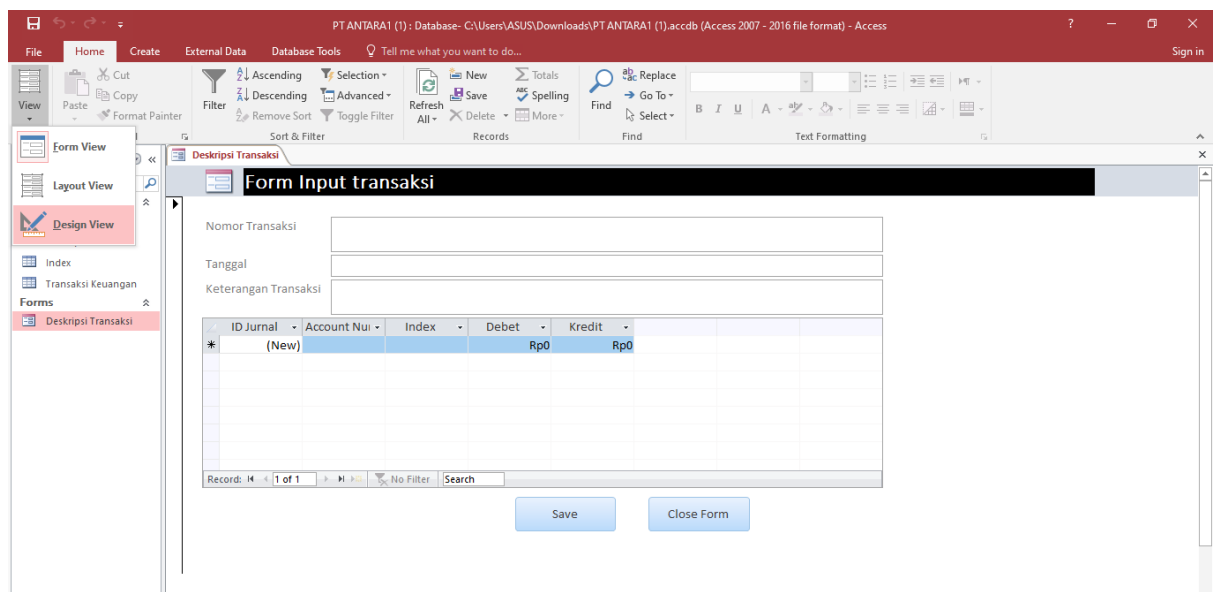 PT ANTARA1 (1) : Database- C:\Users\ASUS\Downloads\PT ANTARA1 (1).accdb (Access 2007 - 2016 file format) - Access
?
File Home Create External Data Database Tools Tell me what you want to do... Sign in
View
Paste
Cut
Copy
Format Painter
Filter
Ascending
Descending
Remove Sort
Selection
Advanced
Toggle Filter
Sort & Filter
Refresh
All
New
Save
Delete
Totals
Spelling
More
Records
Find
Replace
Go To
Select
Find
B I U A
Text Formatting
Form View
Layout View
Design View
Index
Transaksi Keuangan
Forms
Deskripsi Transaksi
Deskripsi Transaksi
Form Input transaksi
Nomor Transaksi
Tanggal
Keterangan Transaksi
ID Jurnal Account Nur Index Debet Kredit
(New) Rp0 Rp0
Record: 1 of 1 No Filter Search
Save Close Form